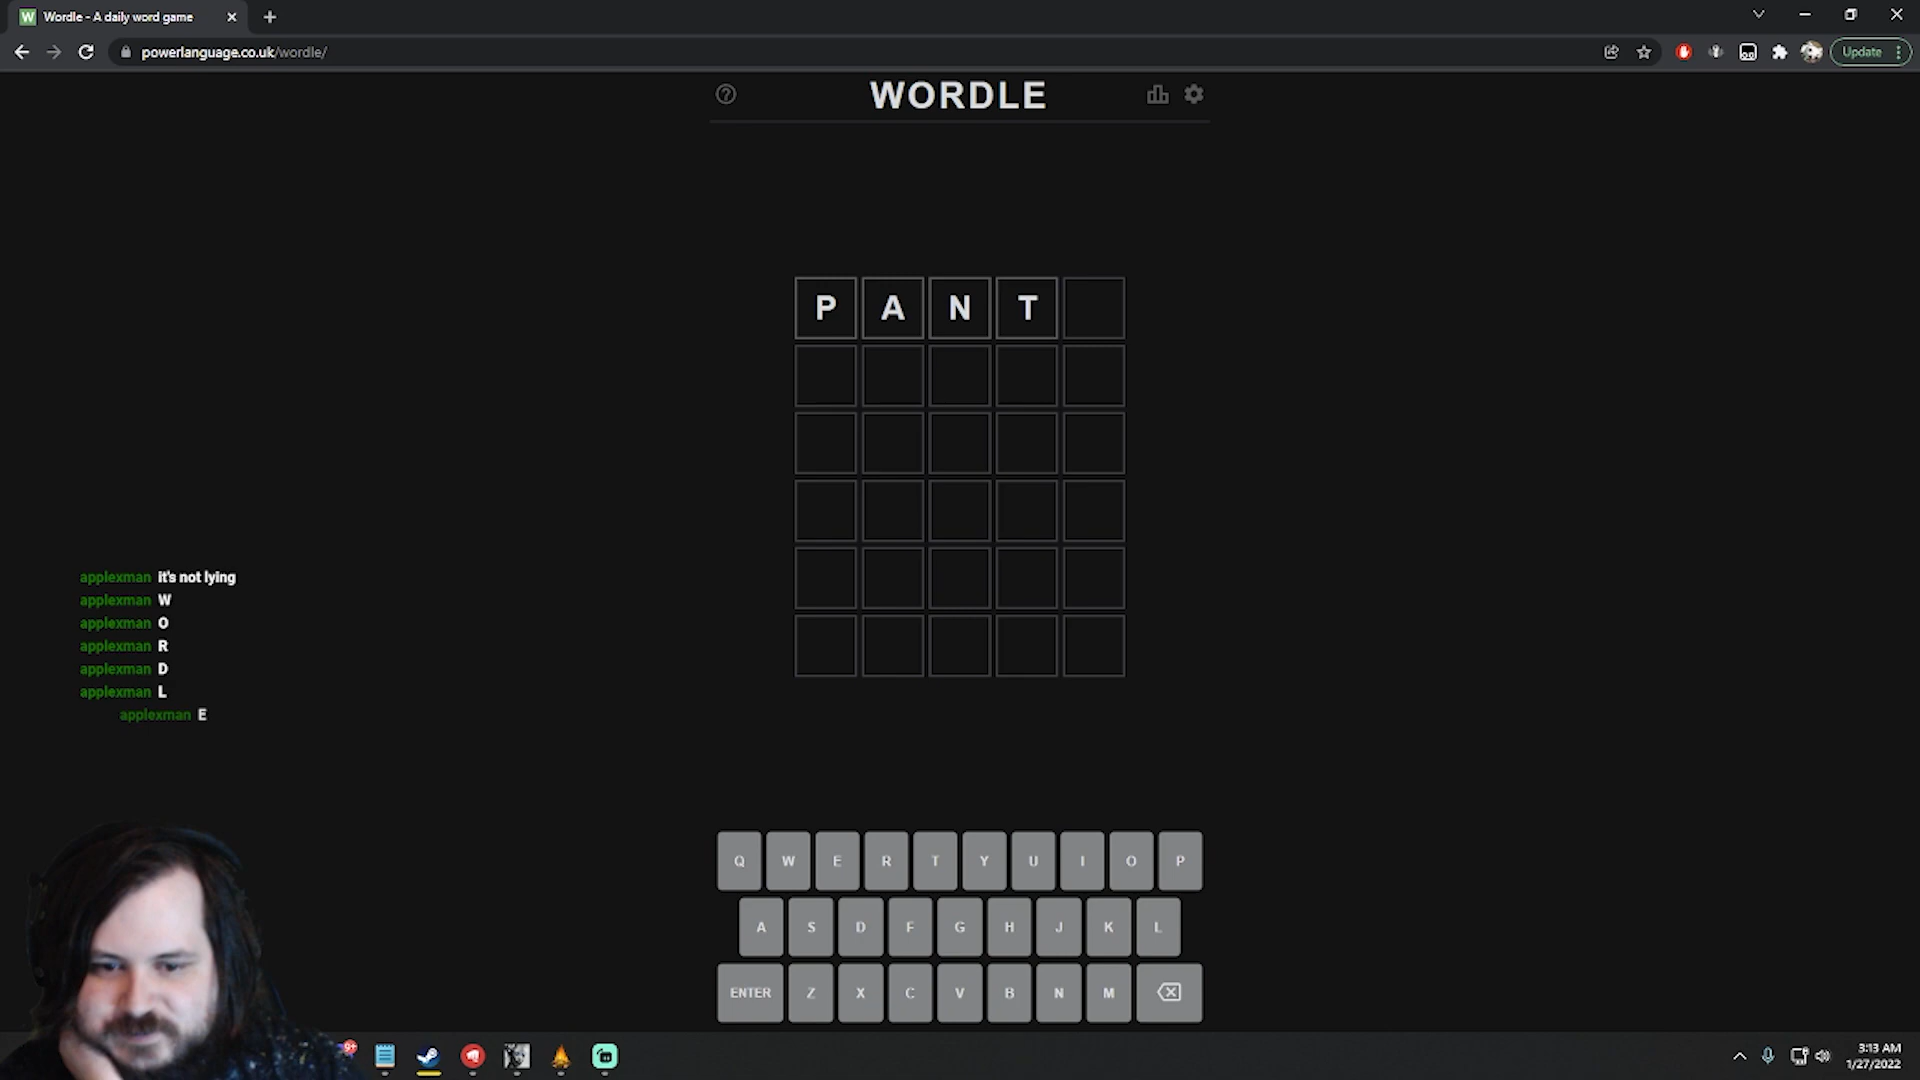 Wordle - A daily word game
powerlanguage.co.uk/wordle/
Update
WORDLE
P A N T
applexman it's not lying
applexman W
applexman O
applexman R
applexman D
applexman L
applexman E
Q W E R T Y U I O P
A S D F G H J K L
ENTER Z X C V B N M
9+
3:13 AM
1/27/2022